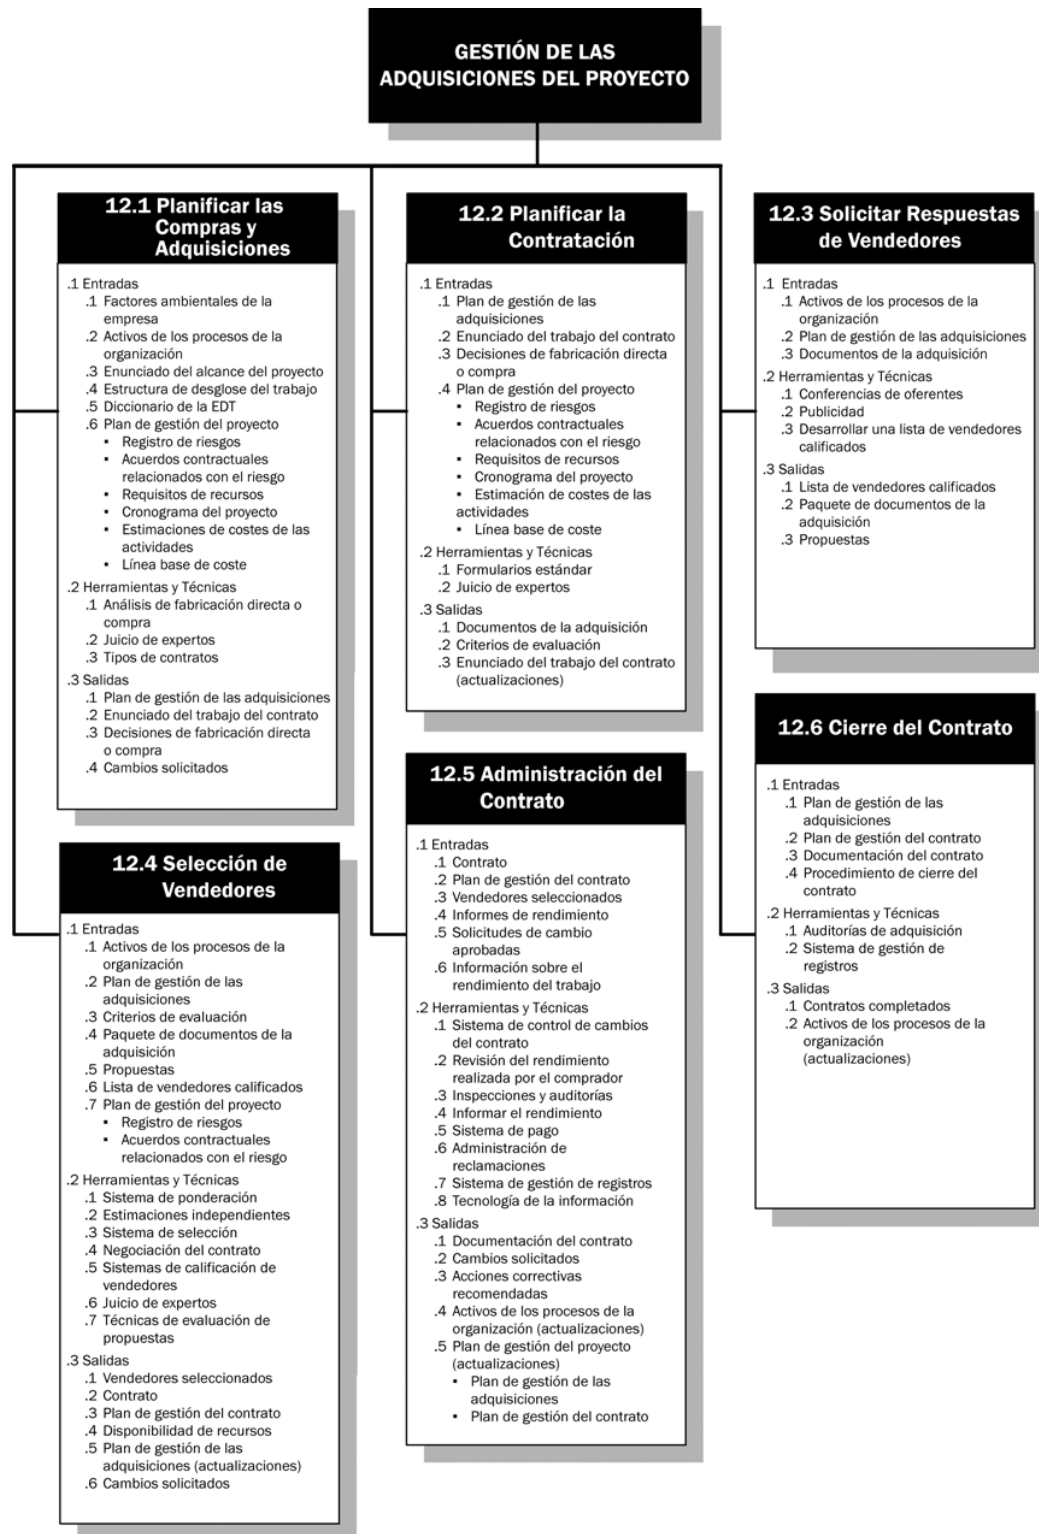 GESTIÓN DE LAS
ADQUISICIONES DEL PROYECTO
12.1 Planificar las
Compras y
Adquisiciones
.1 Entradas
.1 Factores ambientales de la
empresa
.2 Activos de los procesos de la
organización
.3 Enunciado del alcance del proyecto
.4 Estructura de desglose del trabajo
.5 Diccionario de la EDT
.6 Plan de gestión del proyecto
▪ Registro de riesgos
▪ Acuerdos contractuales
relacionados con el riesgo
▪ Requisitos de recursos
▪ Cronograma del proyecto
▪ Estimaciones de costes de las
actividades
▪ Línea base de coste
.2 Herramientas y Técnicas
.1 Análisis de fabricación directa o
compra
.2 Juicio de expertos
.3 Tipos de contratos
.3 Salidas
.1 Plan de gestión de las adquisiciones
.2 Enunciado del trabajo del contrato
.3 Decisiones de fabricación directa
o compra
.4 Cambios solicitados
12.2 Planificar la
Contratación
.1 Entradas
.1 Plan de gestión de las
adquisiciones
.2 Enunciado del trabajo del contrato
.3 Decisiones de fabricación directa
o compra
.4 Plan de gestión del proyecto
▪ Registro de riesgos
▪ Acuerdos contractuales
relacionados con el riesgo
▪ Requisitos de recursos
▪ Cronograma del proyecto
▪ Estimación de costes de las
actividades
▪ Línea base de coste
.2 Herramientas y Técnicas
.1 Formularios estándar
.2 Juicio de expertos
.3 Salidas
.1 Documentos de la adquisición
.2 Criterios de evaluación
.3 Enunciado del trabajo del contrato
(actualizaciones)
12.3 Solicitar Respuestas
de Vendedores
.1 Entradas
.1 Activos de los procesos de la
organización
.2 Plan de gestión de las adquisiciones
.3 Documentos de la adquisición
.2 Herramientas y Técnicas
.1 Conferencias de oferentes
.2 Publicidad
.3 Desarrollar una lista de vendedores
calificados
.3 Salidas
.1 Lista de vendedores calificados
.2 Paquete de documentos de la
adquisición
.3 Propuestas
12.4 Selección de
Vendedores
.1 Entradas
.1 Activos de los procesos de la
organización
.2 Plan de gestión de las
adquisiciones
.3 Criterios de evaluación
.4 Paquete de documentos de la
adquisición
.5 Propuestas
.6 Lista de vendedores calificados
.7 Plan de gestión del proyecto
▪ Registro de riesgos
▪ Acuerdos contractuales
relacionados con el riesgo
.2 Herramientas y Técnicas
.1 Sistema de ponderación
.2 Estimaciones independientes
.3 Sistema de selección
.4 Negociación del contrato
.5 Sistemas de calificación de
vendedores
.6 Juicio de expertos
.7 Técnicas de evaluación de
propuestas
.3 Salidas
.1 Vendedores seleccionados
.2 Contrato
.3 Plan de gestión del contrato
.4 Disponibilidad de recursos
.5 Plan de gestión de las
adquisiciones (actualizaciones)
.6 Cambios solicitados
12.5 Administración del
Contrato
.1 Entradas
.1 Contrato
.2 Plan de gestión del contrato
.3 Vendedores seleccionados
.4 Informes de rendimiento
.5 Solicitudes de cambio
aprobadas
.6 Información sobre el
rendimiento del trabajo
.2 Herramientas y Técnicas
.1 Sistema de control de cambios
del contrato
.2 Revisión del rendimiento
realizada por el comprador
.3 Inspecciones y auditorías
.4 Informar el rendimiento
.5 Sistema de pago
.6 Administración de
reclamaciones
.7 Sistema de gestión de registros
.8 Tecnología de la información
.3 Salidas
.1 Documentación del contrato
.2 Cambios solicitados
.3 Acciones correctivas
recomendadas
.4 Activos de los procesos de la
organización (actualizaciones)
.5 Plan de gestión del proyecto
(actualizaciones)
▪ Plan de gestión de las
adquisiciones
▪ Plan de gestión del contrato
12.6 Cierre del Contrato
.1 Entradas
.1 Plan de gestión de las
adquisiciones
.2 Plan de gestión del contrato
.3 Documentación del contrato
.4 Procedimiento de cierre del
contrato
.2 Herramientas y Técnicas
.1 Auditorías de adquisición
.2 Sistema de gestión de
registros
.3 Salidas
.1 Contratos completados
.2 Activos de los procesos de la
organización
(actualizaciones)